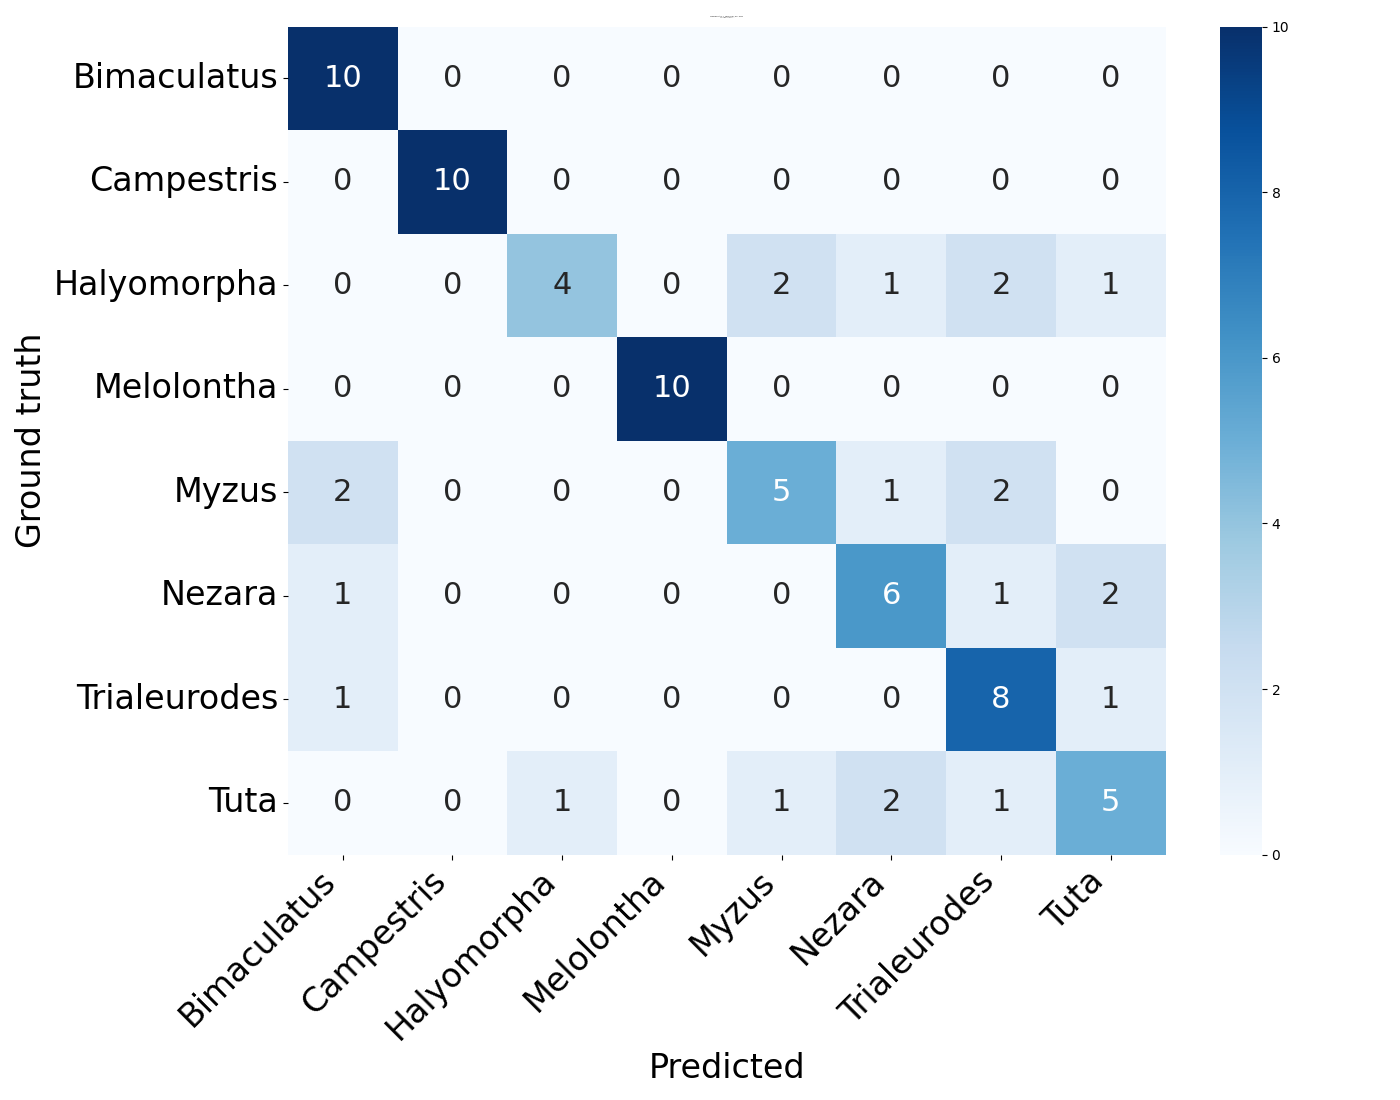 10
Bimaculatus 10 0 0 0 0 0 0 0
Campestris 0 10 0 0 0 0 0 0
8
Halyomorpha 0 0 4 0 2 1 2 1
6
Melolontha 0 0 0 10 0 0 0 0
Ground truth
Myzus 2 0 0 0 5 1 2 0
4
Nezara 1 0 0 0 0 6 1 2
2
Trialeurodes 1 0 0 0 0 0 8 1
Tuta 0 0 1 0 1 2 1 5
0
Bimaculatus
Campestris
Halyomorpha
Melolontha
Myzus
Nezara
Trialeurodes
Tuta
Predicted